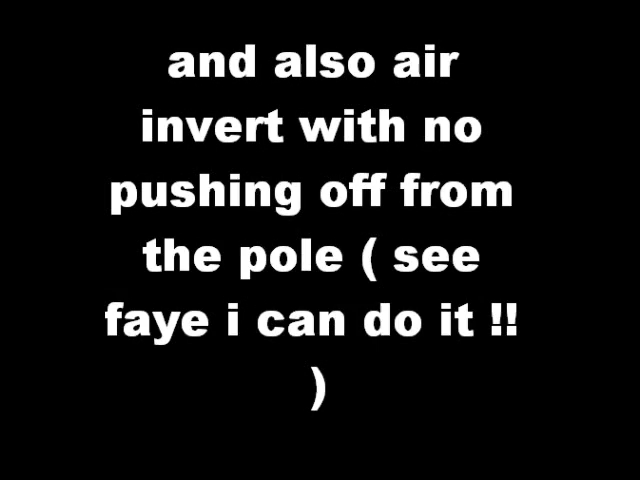 and also air
invert with no
pushing off from
the pole ( see
faye i can do it !!
)